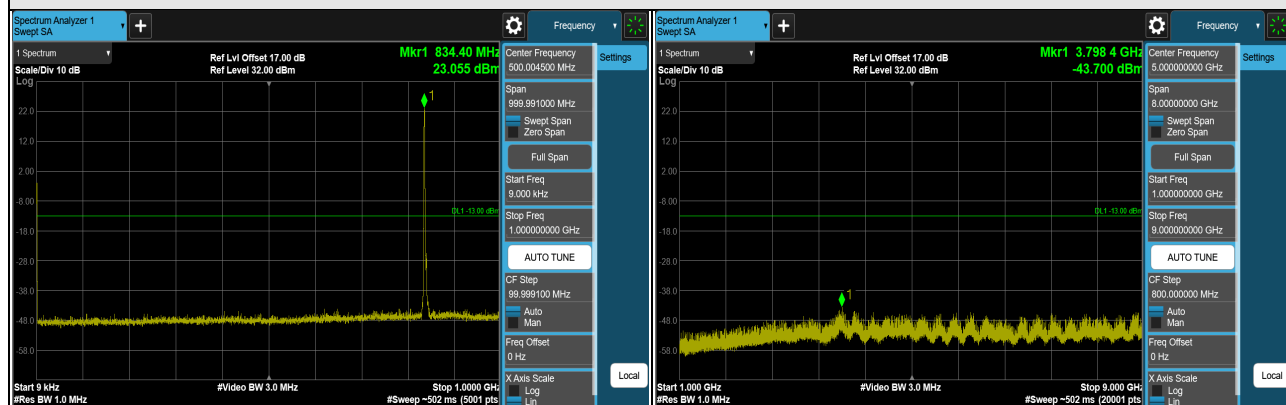 Spectrum Analyzer 1
Swept SA
+
Frequency
1 Spectrum
Scale/Div 10 dB
Log
Ref Lvl Offset 17.00 dB
Ref Level 32.00 dBm
Mkr1 834.40 MHz
23.055 dBm
1
22.0
12.0
2.00
-8.00
-18.0
-28.0
-38.0
-48.0
-58.0
DL1 -13.00 dBm
Start 9 kHz
#Res BW 1.0 MHz
#Video BW 3.0 MHz
Stop 1.0000 GHz
#Sweep ~502 ms (5001 pts
Center Frequency
500.004500 MHz
Settings
Span
999.991000 MHz
Swept Span
Zero Span
Full Span
Start Freq
9.000 kHz
Stop Freq
1.000000000 GHz
AUTO TUNE
CF Step
99.999100 MHz
Auto
Man
Freq Offset
0 Hz
X Axis Scale
Log
Lin
Local
Spectrum Analyzer 1
Swept SA
+
Frequency
1 Spectrum
Scale/Div 10 dB
Log
Ref Lvl Offset 17.00 dB
Ref Level 32.00 dBm
Mkr1 3.798 4 GHz
-43.700 dBm
1
22.0
12.0
2.00
-8.00
-18.0
-28.0
-38.0
-48.0
-58.0
DL1 -13.00 dBm
Start 1.000 GHz
#Res BW 1.0 MHz
#Video BW 3.0 MHz
Stop 9.000 GHz
#Sweep ~502 ms (20001 pts
Center Frequency
5.000000000 GHz
Settings
Span
8.00000000 GHz
Swept Span
Zero Span
Full Span
Start Freq
1.000000000 GHz
Stop Freq
9.000000000 GHz
AUTO TUNE
CF Step
800.000000 MHz
Auto
Man
Freq Offset
0 Hz
X Axis Scale
Log
Lin
Local